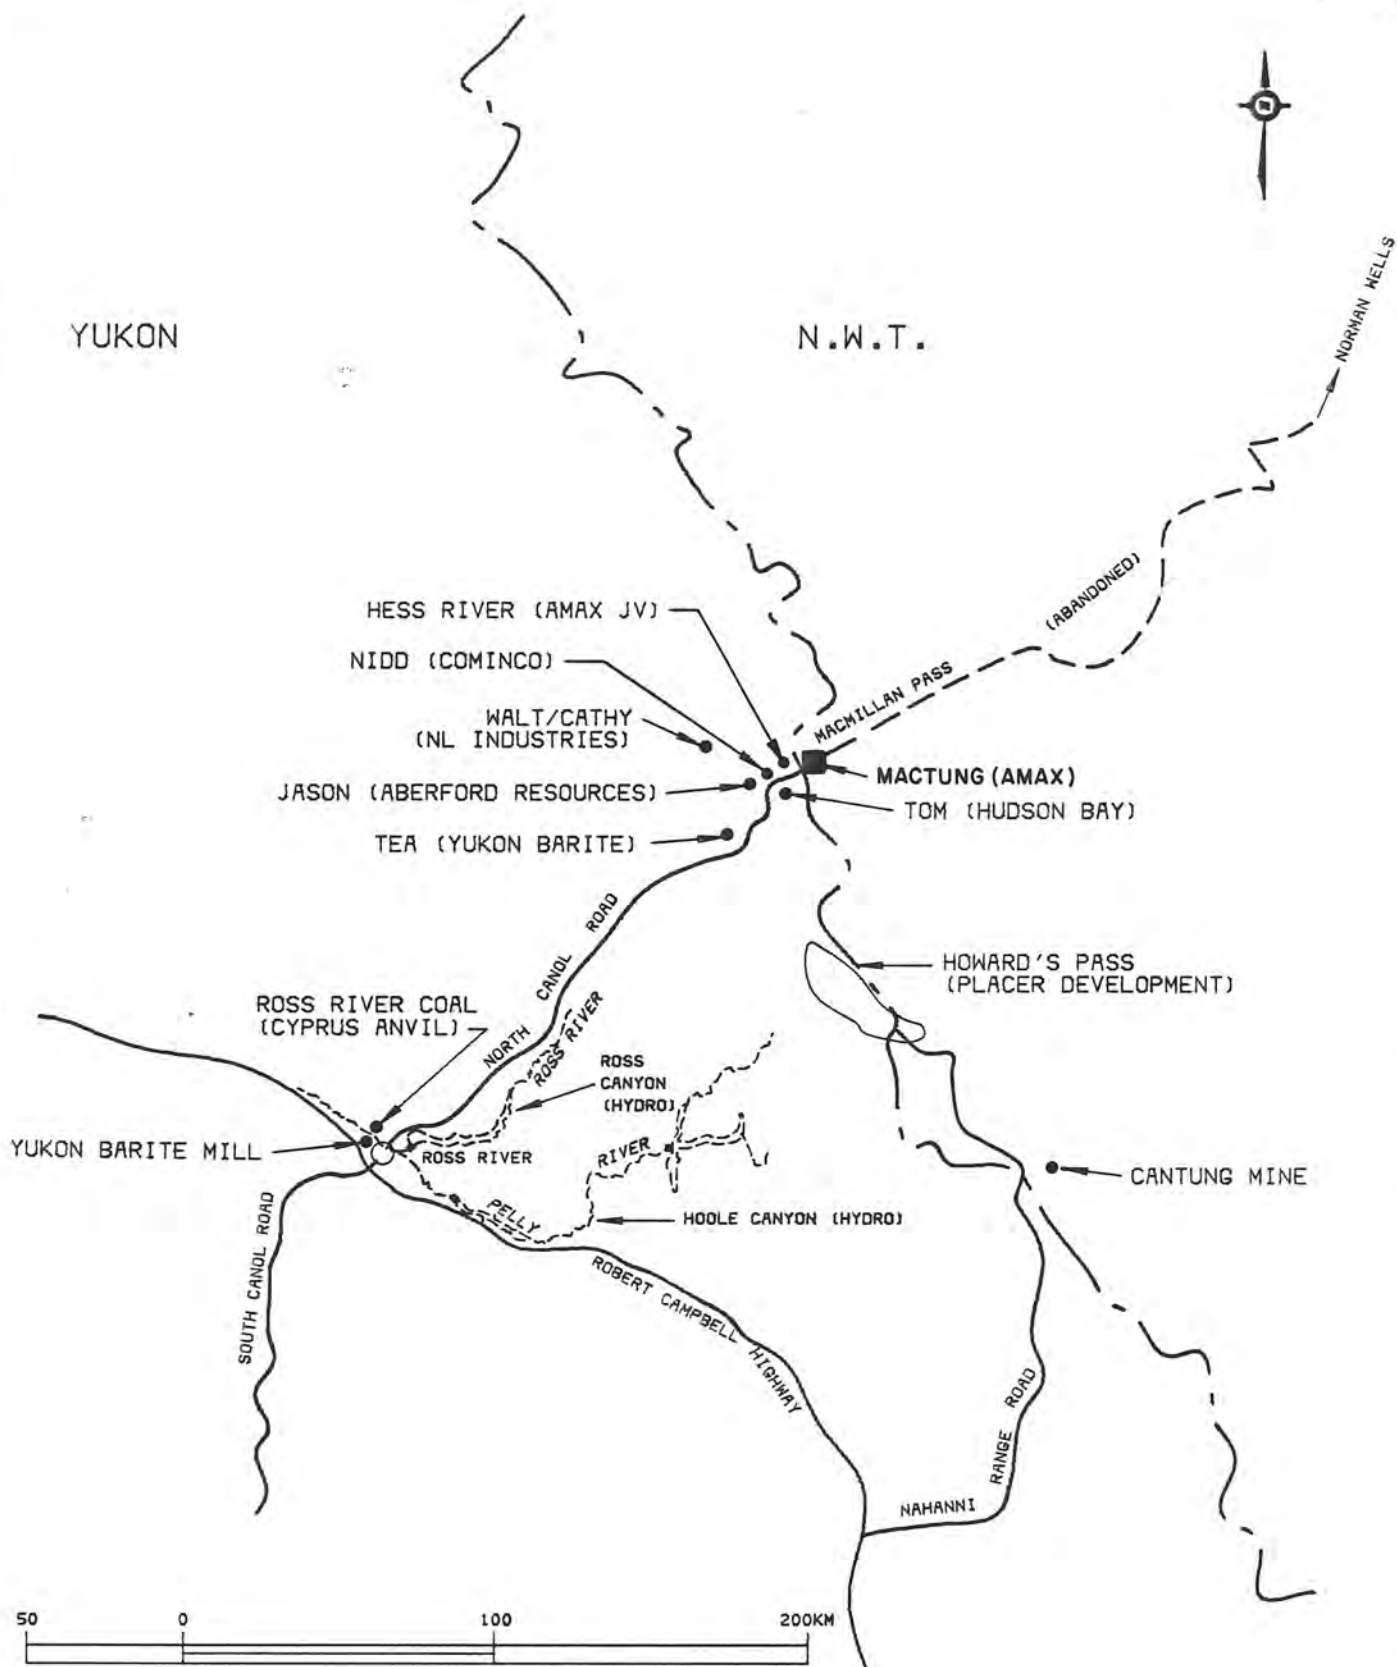 YUKON
N.W.T.
NORMAN WELLS
(ABANDONED)
MACMILLAN PASS
HESS RIVER (AMAX JV)
NIDD (COMINCO)
WALT/CATHY
(NL INDUSTRIES)
JASON (ABERFORD RESOURCES)
TEA (YUKON BARITE)
MACTUNG (AMAX)
TOM (HUDSON BAY)
HOWARD'S PASS
(PLACER DEVELOPMENT)
NORTH CANOL ROAD
ROSS RIVER COAL
(CYPRUS ANVIL)
ROSS RIVER
ROSS
CANYON
(HYDRO)
YUKON BARITE MILL
ROSS RIVER
PELLY RIVER
HOOLE CANYON (HYDRO)
CANTUNG MINE
SOUTH CANOL ROAD
ROBERT CAMPBELL HIGHWAY
NAHANNI RANGE ROAD
50 0 100 200KM